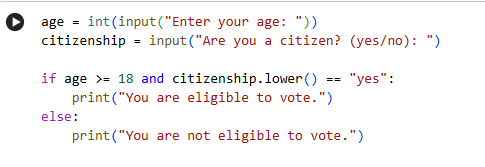 age = int(input("Enter your age: "))
citizenship = input("Are you a citizen? (yes/no): ")

if age >= 18 and citizenship.lower() == "yes":
    print("You are eligible to vote.")
else:
    print("You are not eligible to vote.")